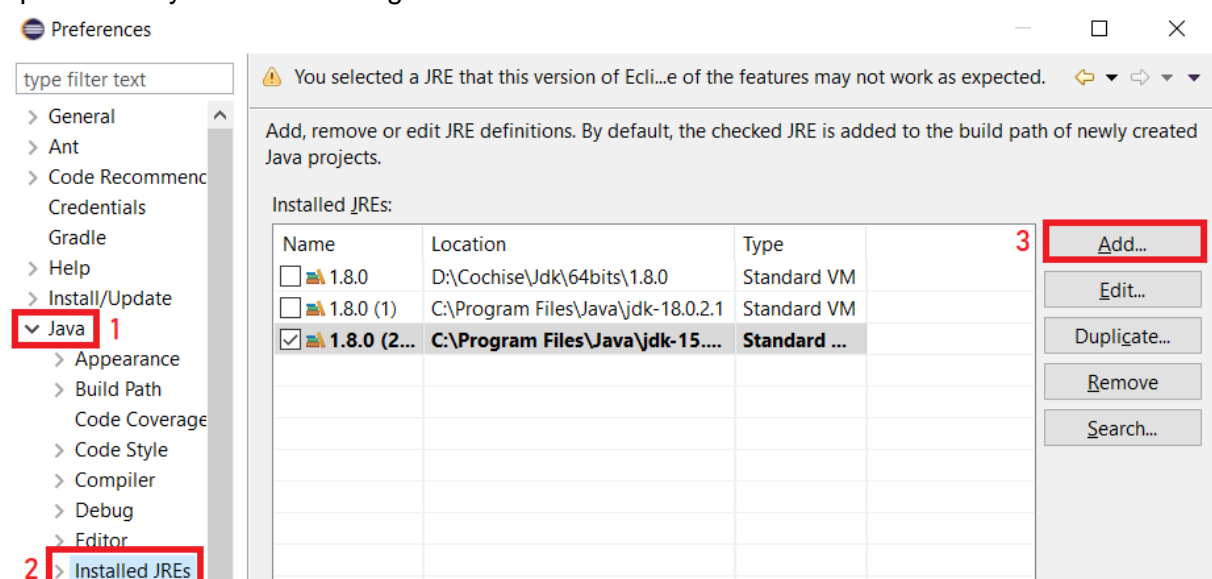 Preferences
type filter text
You selected a JRE that this version of Ecli...e of the features may not work as expected.
General
Ant
Code Recommenc
Credentials
Gradle
Help
Install/Update
Java 1
Appearance
Build Path
Code Coverage
Code Style
Compiler
Debug
Editor
2 Installed JREs
Add, remove or edit JRE definitions. By default, the checked JRE is added to the build path of newly created
Java projects.
Installed JREs:
Name Location Type
1.8.0 D:\Cochise\Jdk\64bits\1.8.0 Standard VM
1.8.0 (1) C:\Program Files\Java\jdk-18.0.2.1 Standard VM
1.8.0 (2... C:\Program Files\Java\jdk-15.... Standard ...
3 Add...
Edit...
Duplicate...
Remove
Search...